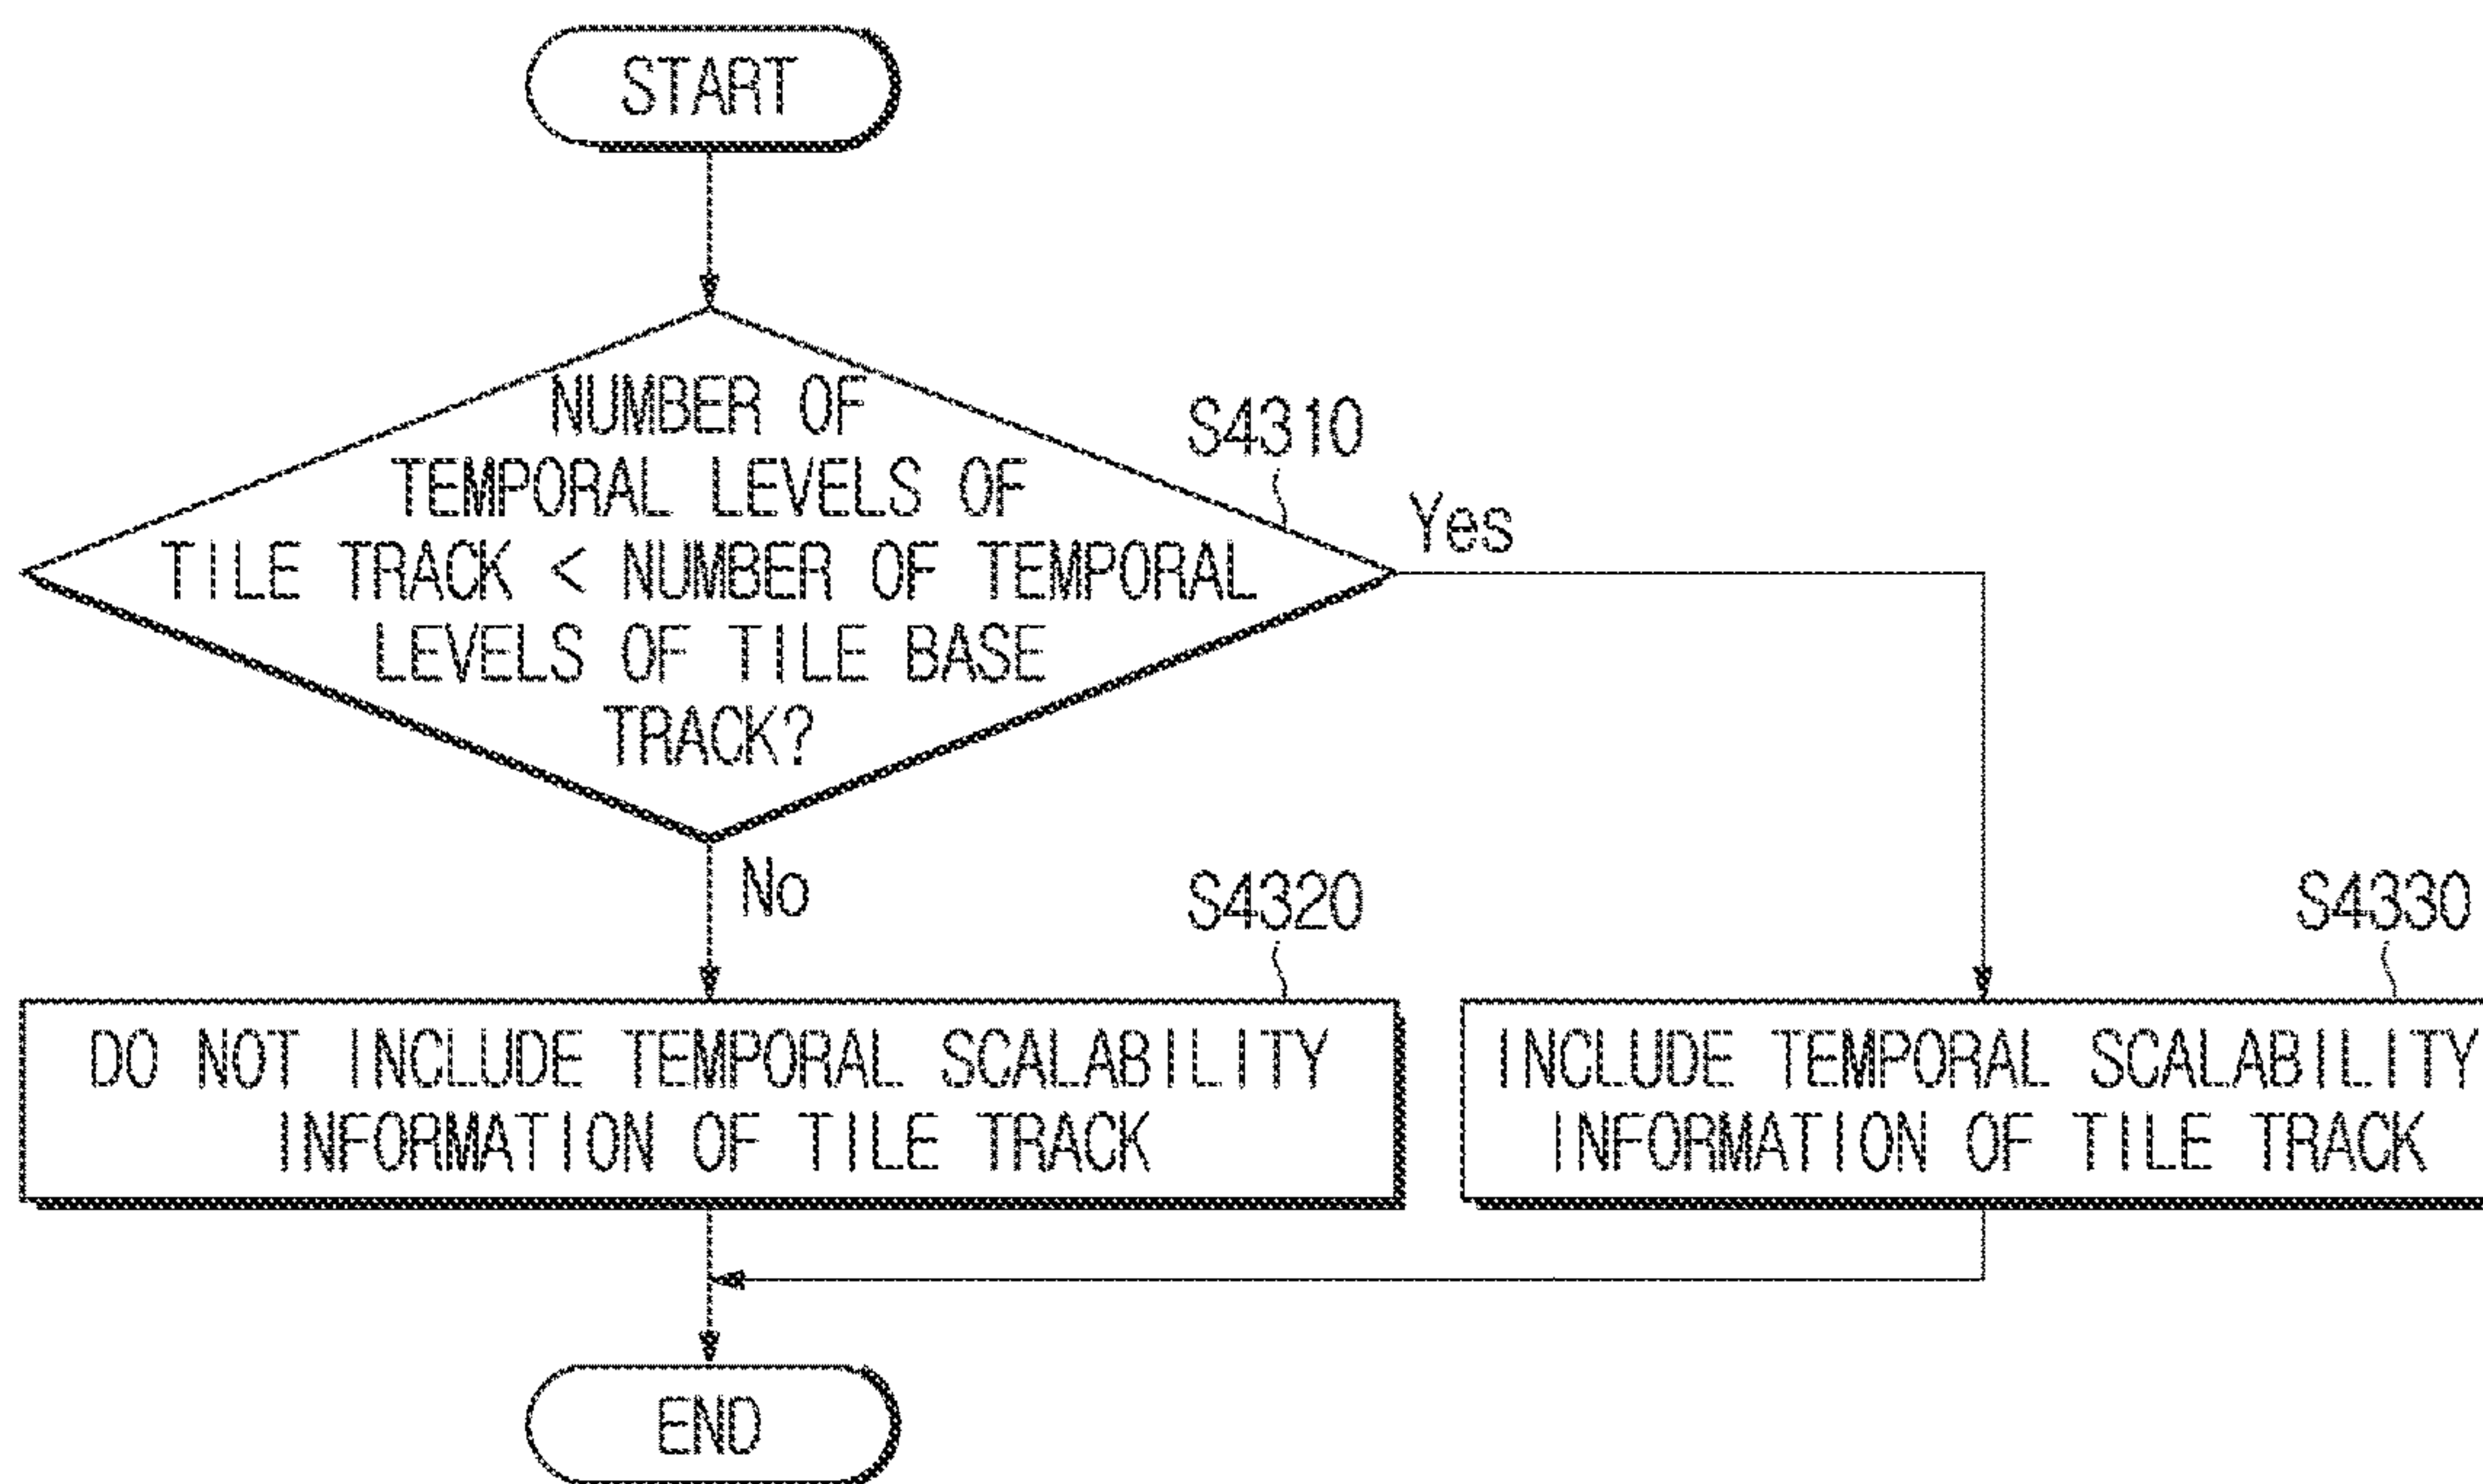 START
NUMBER OF
TEMPORAL LEVELS OF
TILE TRACK < NUMBER OF TEMPORAL
LEVELS OF TILE BASE
TRACK?
S4310
Yes
No
S4320
DO NOT INCLUDE TEMPORAL SCALABILITY
INFORMATION OF TILE TRACK
S4330
INCLUDE TEMPORAL SCALABILITY
INFORMATION OF TILE TRACK
END